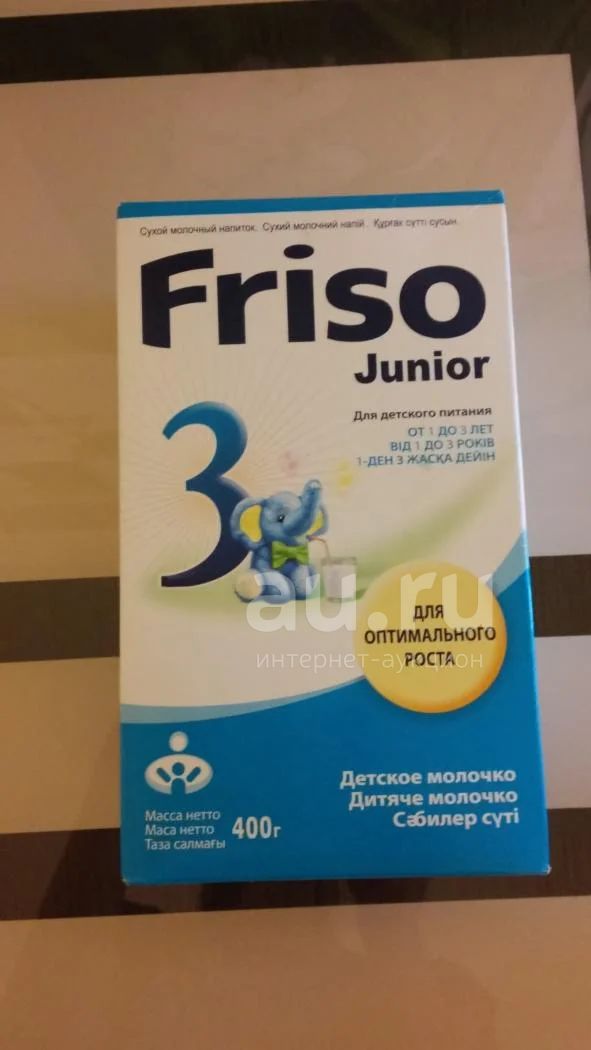 Сухой молочный напиток. Сухий молочний напій. Құрғақ сүтті сусын.
Friso
Junior
Для детского питания
ОТ 1 ДО 3 ЛЕТ
ВІД 1 ДО 3 РОКІВ
1-ДЕН 3 ЖАСҚА ДЕЙІН
3
au.ru
интернет-аукцион
ДЛЯ
ОПТИМАЛЬНОГО
РОСТА
Детское молочко
Дитяче молочко
Сәбилер сүті
Масса нетто
Маса нетто
Таза салмағы
400г